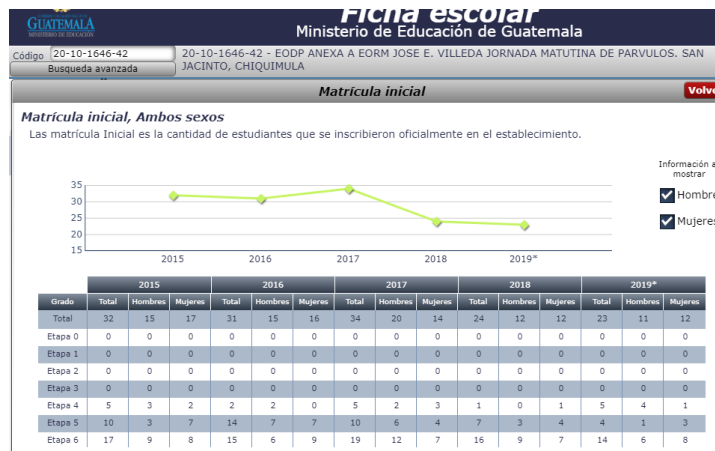 Ficha escolar
GUATEMALA
MINISTERIO DE EDUCACIÓN
Ministerio de Educación de Guatemala
Código 20-10-1646-42
Busqueda avanzada
20-10-1646-42 - EODP ANEXA A EORM JOSE E. VILLEDA JORNADA MATUTINA DE PARVULOS. SAN
JACINTO, CHIQUIMULA
Matrícula inicial
Volve
Matrícula inicial, Ambos sexos
Las matrícula Inicial es la cantidad de estudiantes que se inscribieron oficialmente en el establecimiento.
Información a
mostrar
Hombre
Mujeres
35
30
25
20
15
2015 2016 2017 2018 2019*
2015 2016 2017 2018 2019*
Grado Total Hombres Mujeres Total Hombres Mujeres Total Hombres Mujeres Total Hombres Mujeres Total Hombres Mujeres
Total 32 15 17 31 15 16 34 20 14 24 12 12 23 11 12
Etapa 0 0 0 0 0 0 0 0 0 0 0 0 0 0 0 0
Etapa 1 0 0 0 0 0 0 0 0 0 0 0 0 0 0 0
Etapa 2 0 0 0 0 0 0 0 0 0 0 0 0 0 0 0
Etapa 3 0 0 0 0 0 0 0 0 0 0 0 0 0 0 0
Etapa 4 5 3 2 2 2 0 5 2 3 1 0 1 5 4 1
Etapa 5 10 3 7 14 7 7 10 6 4 7 3 4 4 1 3
Etapa 6 17 9 8 15 6 9 19 12 7 16 9 7 14 6 8